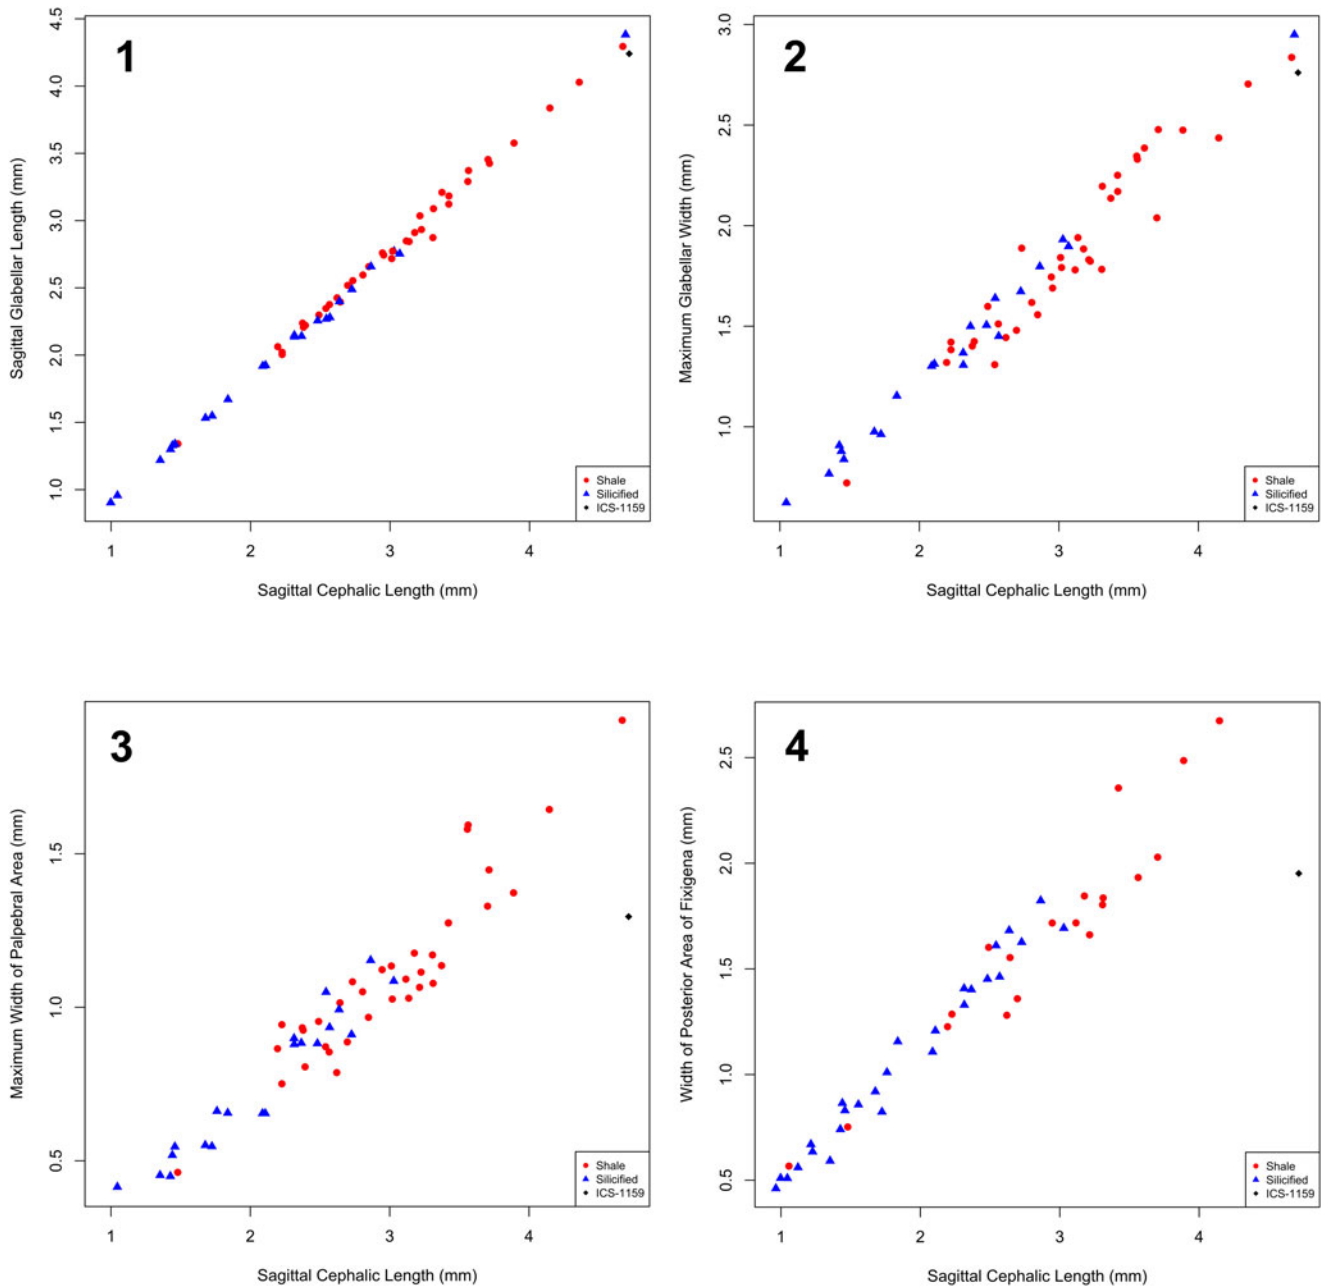 1
Sagittal Glabellar Length (mm)
4.5
4.0
3.5
3.0
2.5
2.0
1.5
1.0
Shale
Silicified
ICS-1159
1 2 3 4
Sagittal Cephalic Length (mm)
2
Maximum Glabellar Width (mm)
3.0
2.5
2.0
1.5
1.0
Shale
Silicified
ICS-1159
1 2 3 4
Sagittal Cephalic Length (mm)
3
Maximum Width of Palpebral Area (mm)
1.5
1.0
0.5
Shale
Silicified
ICS-1159
1 2 3 4
Sagittal Cephalic Length (mm)
4
Width of Posterior Area of Fixigena (mm)
2.5
2.0
1.5
1.0
0.5
Shale
Silicified
ICS-1159
1 2 3 4
Sagittal Cephalic Length (mm)